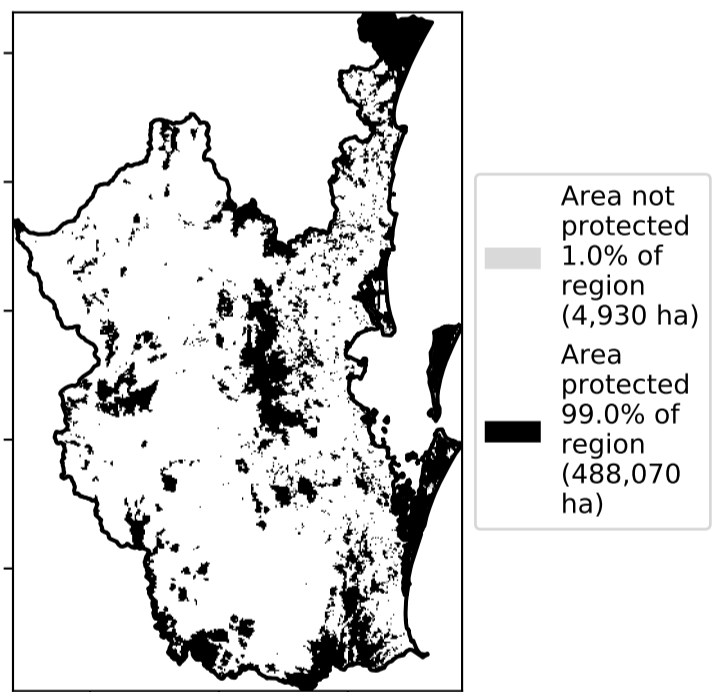 Area not
protected
1.0% of
region
(4,930 ha)
Area
protected
99.0% of
region
(488,070
ha)